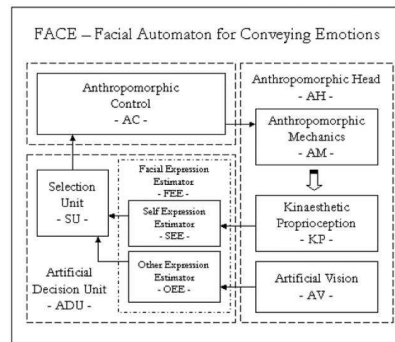 FACE – Facial Automaton for Conveying Emotions
Anthropomorphic
Control
- AC -
Anthropomorphic Head
- AH -
Anthropomorphic
Mechanics
- AM -
Facial Expression
Estimator
- FEE -
Selection
Unit
- SU -
Self Expression
Estimator
- SEE -
Kinaesthetic
Proprioception
- KP -
Other Expression
Estimator
- OEE -
Artificial Vision
- AV -
Artificial
Decision Unit
- ADU -